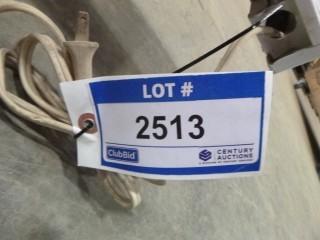 LOT #
2513
ClubBid
CENTURY
AUCTIONS